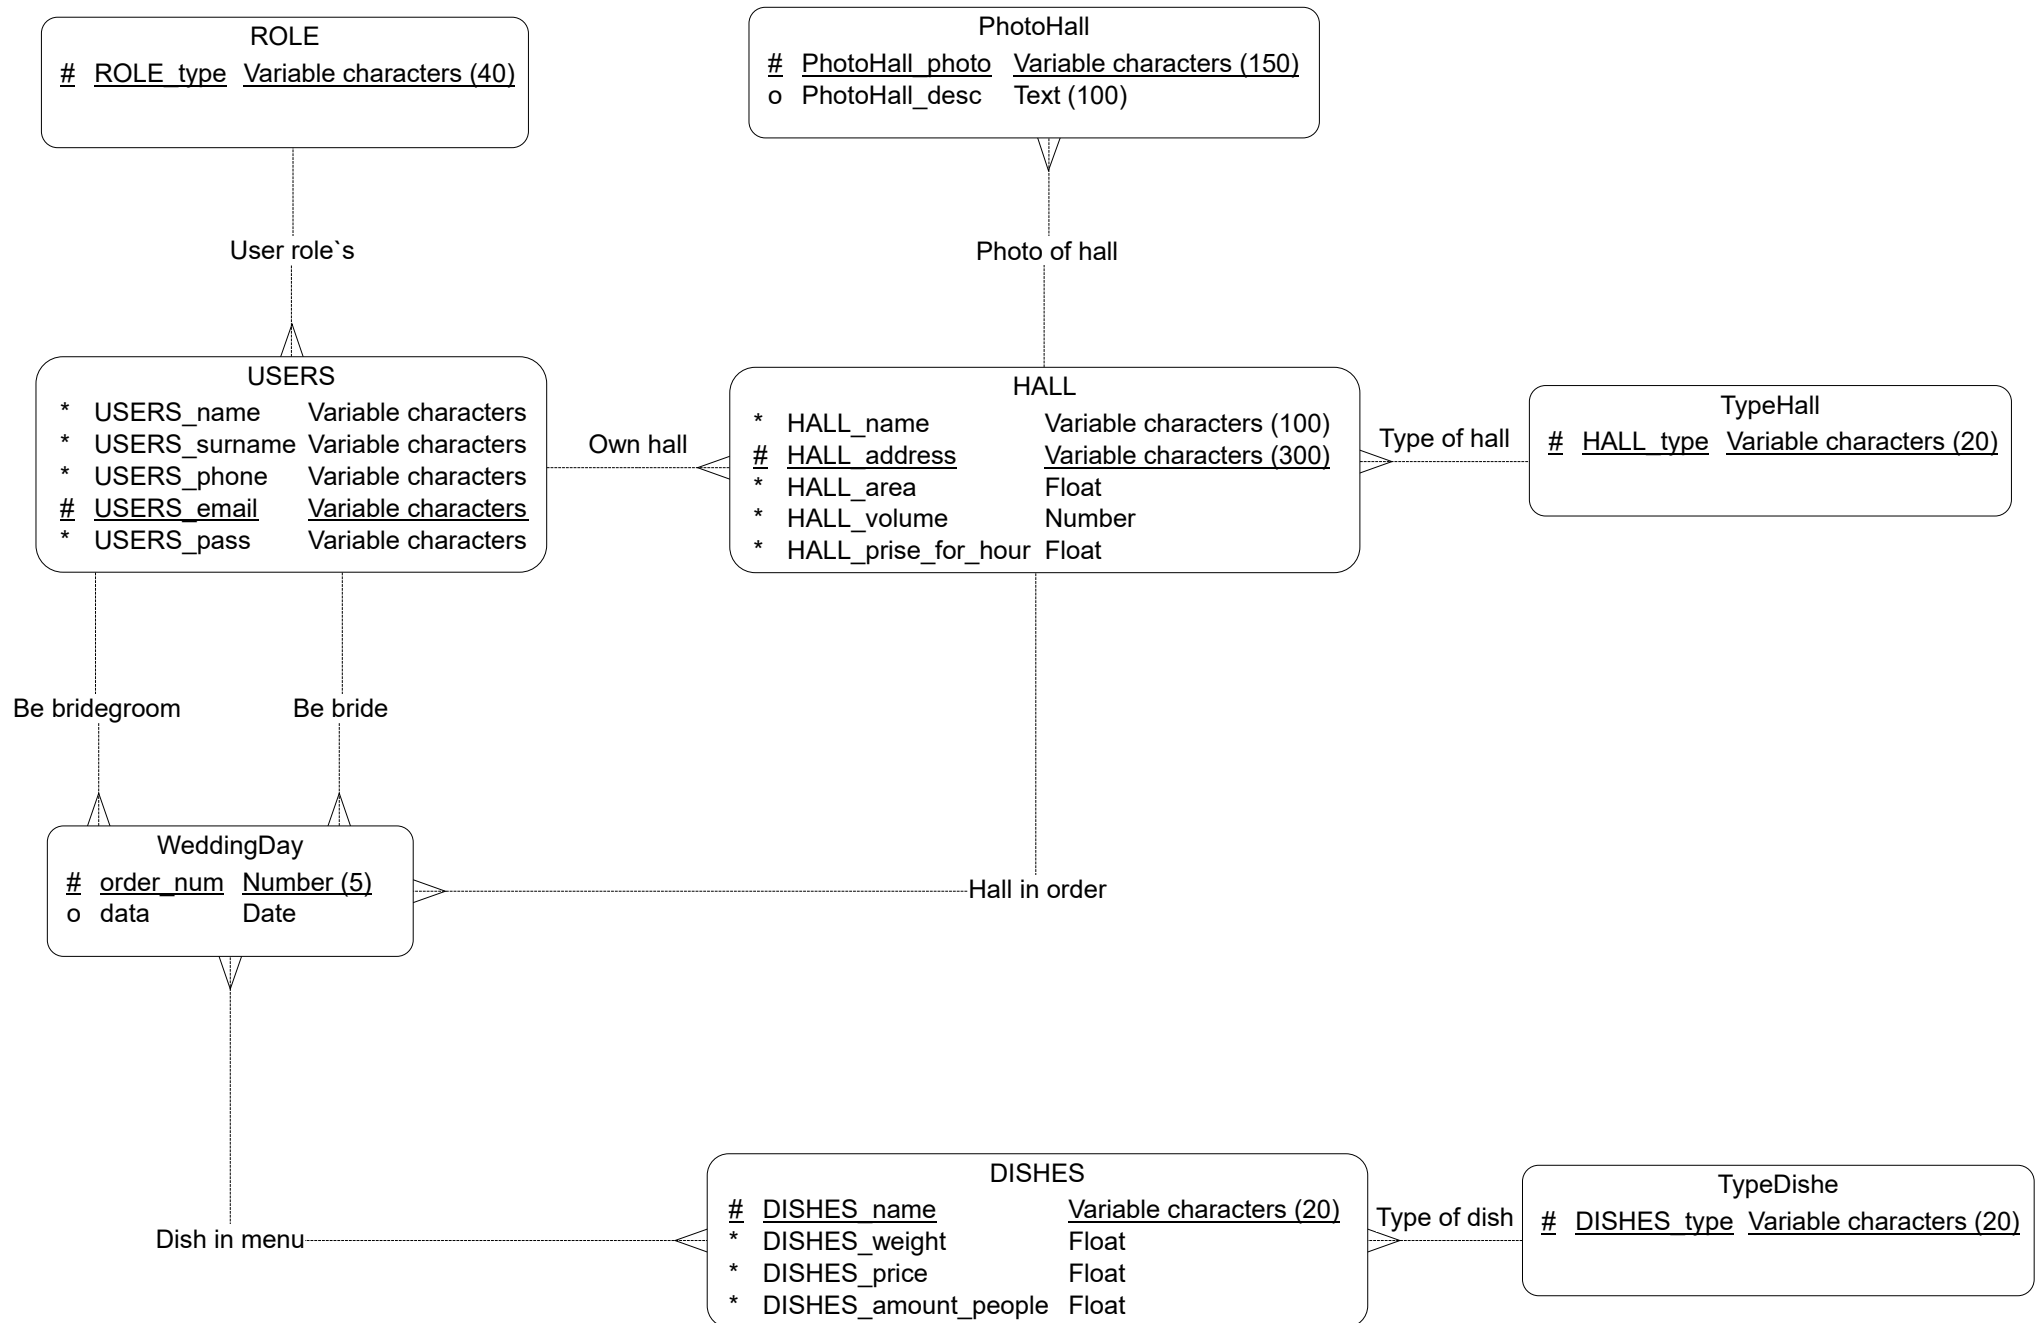 ROLE
# ROLE_type Variable characters (40)
PhotoHall
# PhotoHall_photo Variable characters (150)
o PhotoHall_desc Text (100)
User role`s
Photo of hall
USERS
* USERS_name Variable characters
* USERS_surname Variable characters
* USERS_phone Variable characters
# USERS_email Variable characters
* USERS_pass Variable characters
Own hall
HALL
* HALL_name Variable characters (100)
# HALL_address Variable characters (300)
* HALL_area Float
* HALL_volume Number
* HALL_prise_for_hour Float
Type of hall
TypeHall
# HALL_type Variable characters (20)
Be bridegroom
Be bride
WeddingDay
# order_num Number (5)
o data Date
Hall in order
Dish in menu
DISHES
# DISHES_name Variable characters (20)
* DISHES_weight Float
* DISHES_price Float
* DISHES_amount_people Float
Type of dish
TypeDishe
# DISHES_type Variable characters (20)